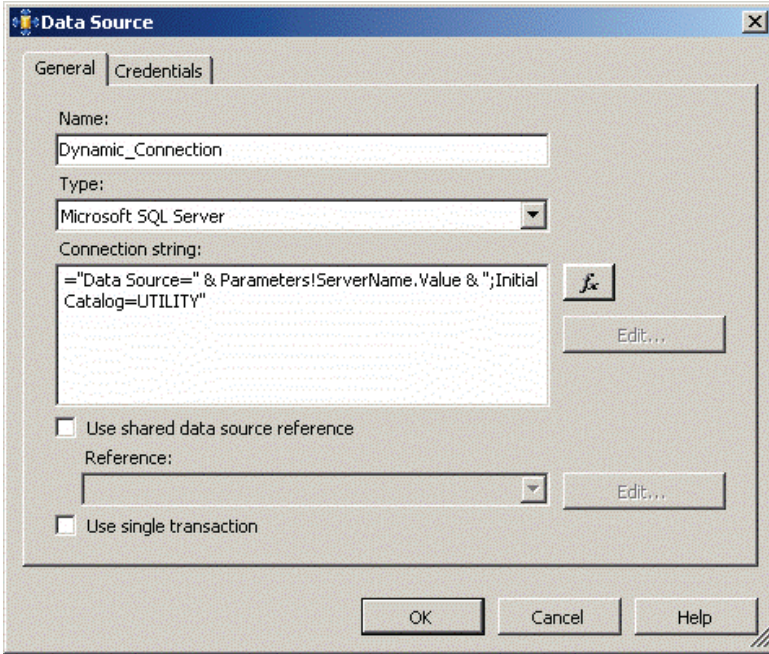 Data Source
General
Credentials
Name:
Dynamic_Connection
Type:
Microsoft SQL Server
Connection string:
="Data Source=" & Parameters!ServerName.Value & ";Initial
Catalog=UTILITY"
fx
Edit...
Use shared data source reference
Reference:
Edit...
Use single transaction
OK
Cancel
Help